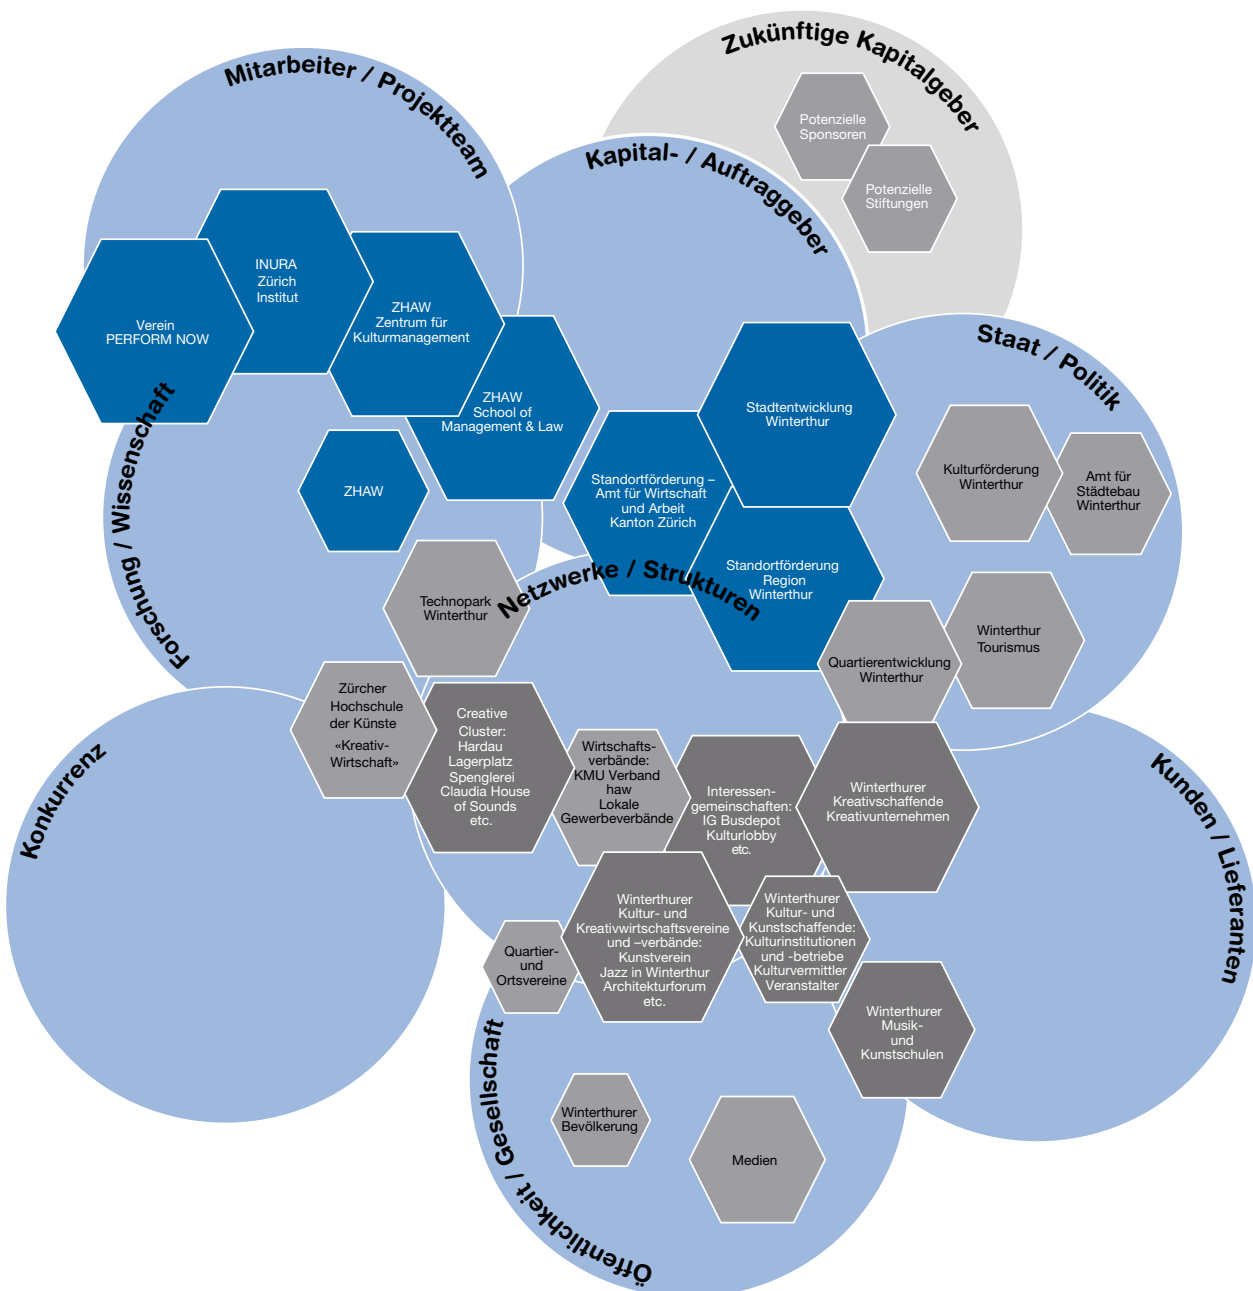 Zukünftige Kapitalgeber
Potenzielle
Sponsoren
Potenzielle
Stiftungen
Mitarbeiter / Projektteam
Kapital- / Auftraggeber
INURA
Zürich
Institut
Verein
PERFORM NOW
ZHAW
Zentrum für
Kulturmanagement
ZHAW
School of
Management & Law
Stadtentwicklung
Winterthur
Standortförderung –
Amt für Wirtschaft
und Arbeit
Kanton Zürich
Standortförderung
Region
Winterthur
Staat / Politik
Kulturförderung
Winterthur
Amt für
Städtebau
Winterthur
Winterthur
Tourismus
Quartierentwicklung
Winterthur
Forschung / Wissenschaft
ZHAW
Technopark
Winterthur
Zürcher
Hochschule
der Künste
«Kreativ-
Wirtschaft»
Netzwerke / Strukturen
Creative
Cluster:
Hardau
Lagerplatz
Spenglerei
Claudia House
of Sounds
etc.
Wirtschafts-
verbände:
KMU Verband
haw
Lokale
Gewerbeverbände
Interessen-
gemeinschaften:
IG Busdepot
Kulturlobby
etc.
Winterthurer
Kreativschaffende
Kreativunternehmen
Konkurrenz
Kunden / Lieferanten
Quartier-
und
Ortsvereine
Winterthurer
Kultur- und
Kreativwirtschaftsvereine
und –verbände:
Kunstverein
Jazz in Winterthur
Architekturforum
etc.
Winterthurer
Kultur- und
Kunstschaffende:
Kulturinstitutionen
und -betriebe
Kulturvermittler
Veranstalter
Winterthurer
Musik-
und
Kunstschulen
Öffentlichkeit / Gesellschaft
Winterthurer
Bevölkerung
Medien